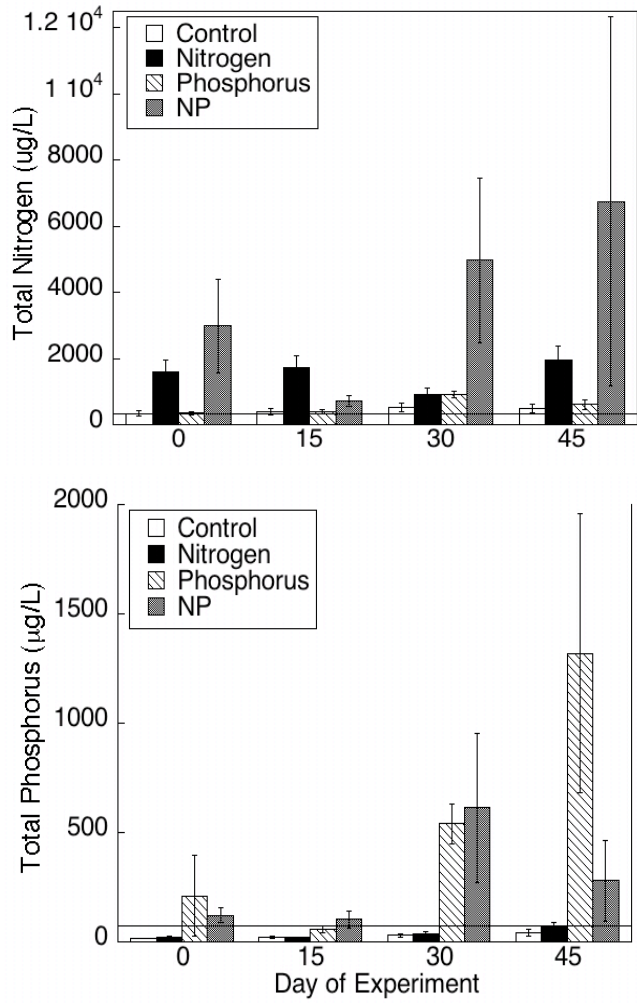 1.2 10⁴
1 10⁴
8000
6000
4000
2000
0
Total Nitrogen (ug/L)
Control
Nitrogen
Phosphorus
NP
0 15 30 45
2000
1500
1000
500
0
Total Phosphorus (μg/L)
Control
Nitrogen
Phosphorus
NP
0 15 30 45
Day of Experiment